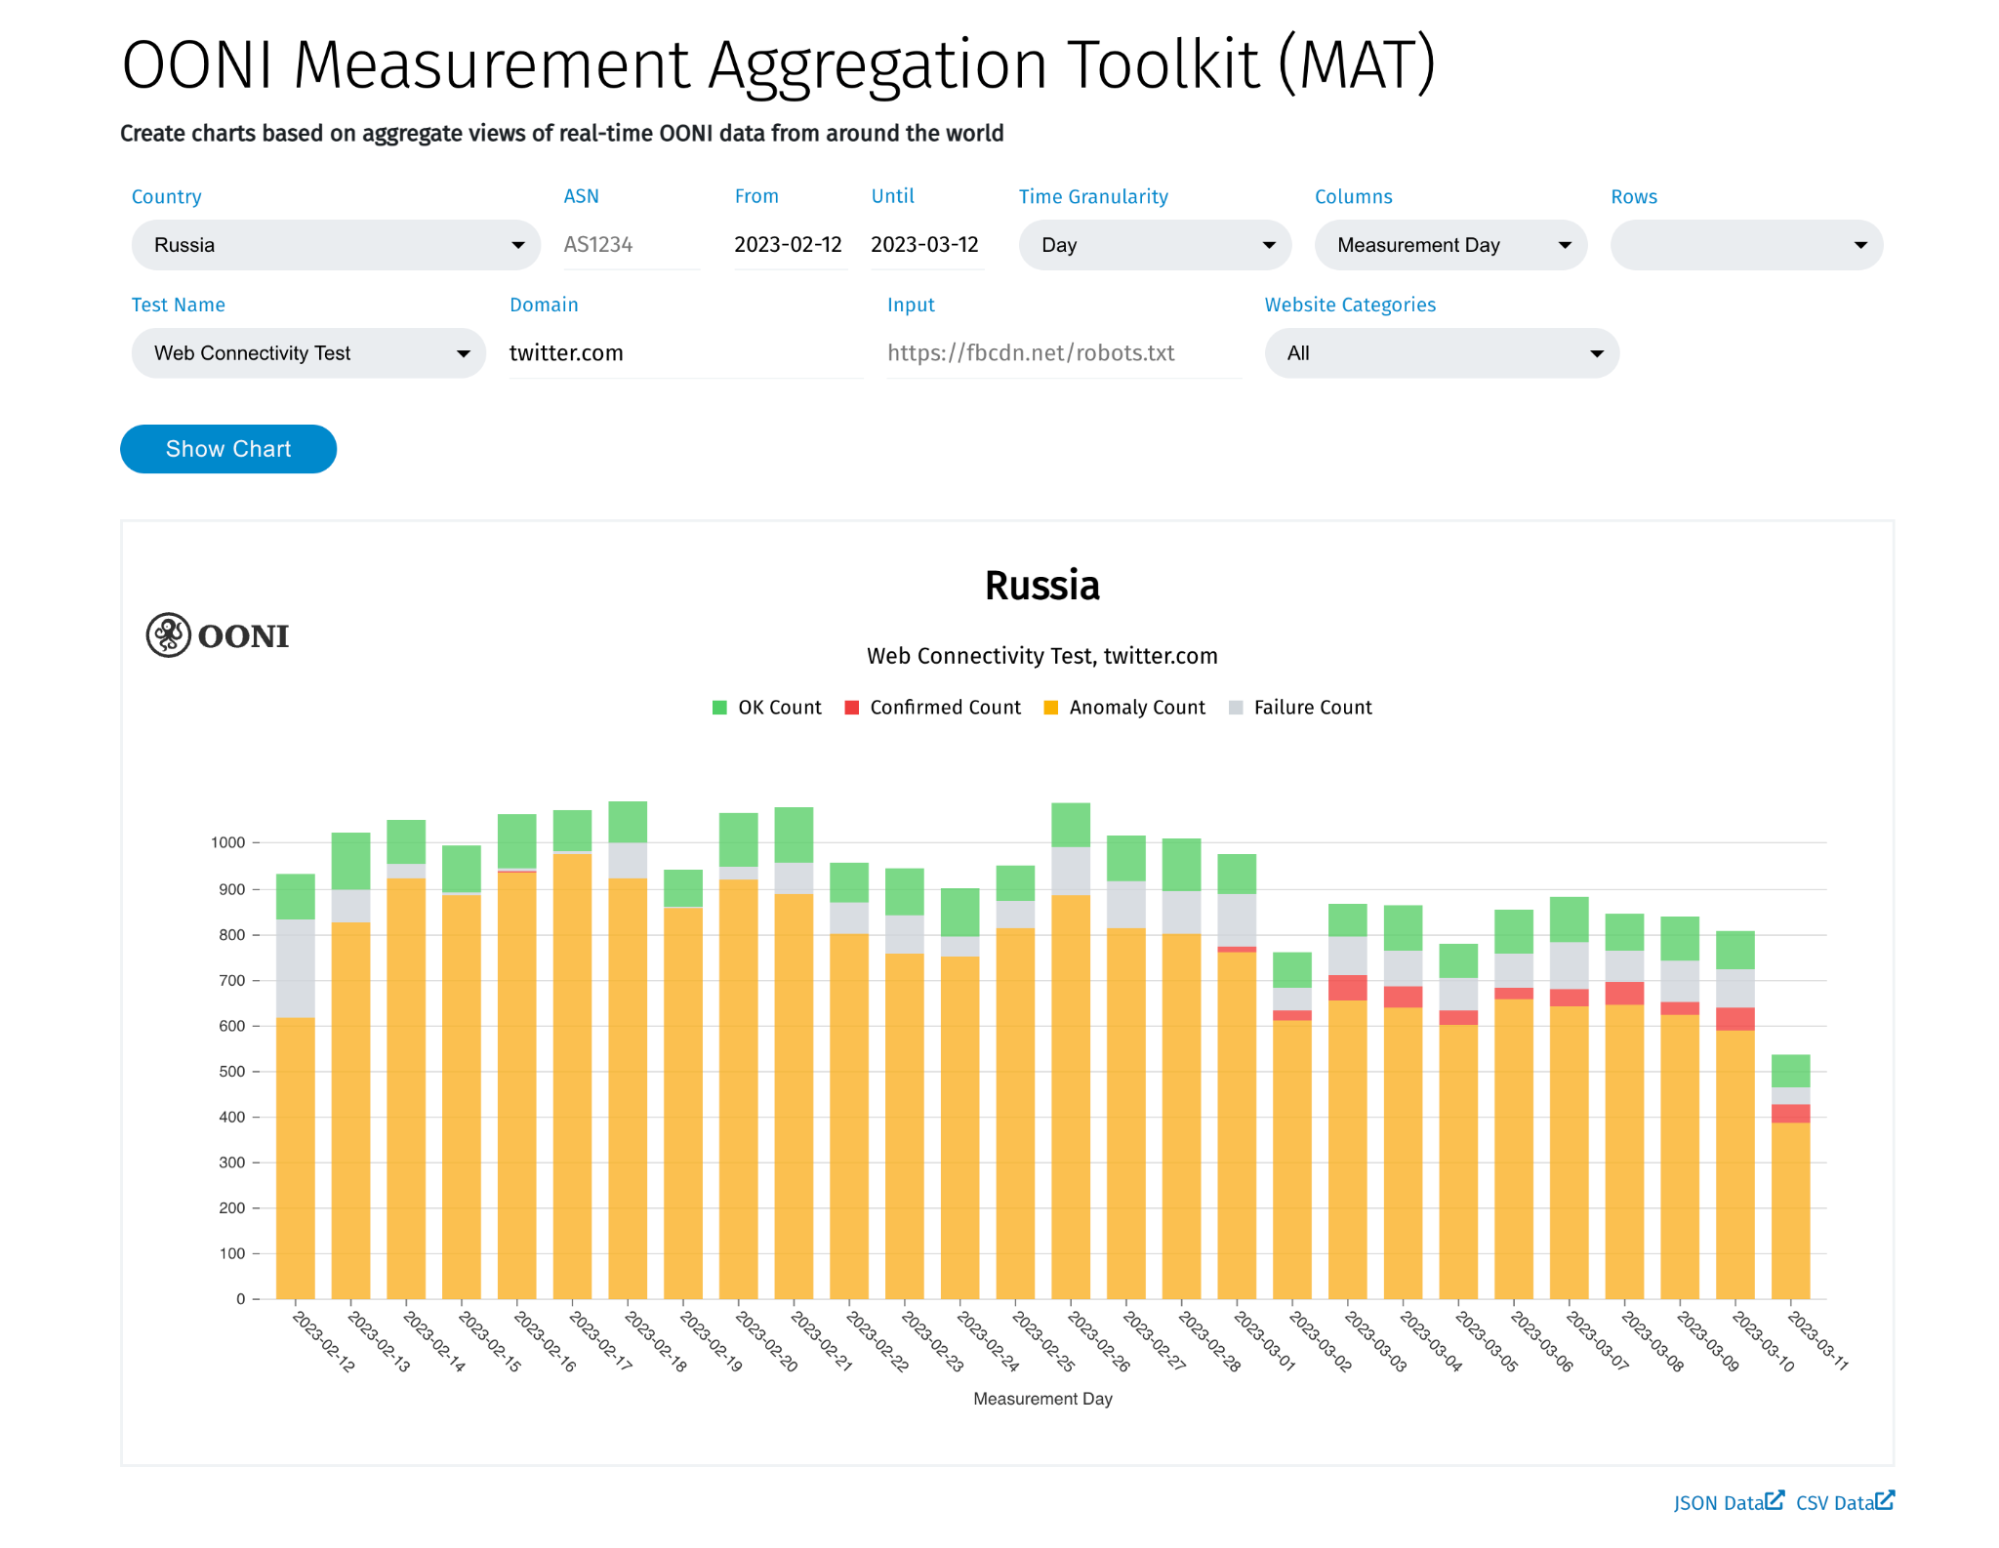 OONI Measurement Aggregation Toolkit (MAT)
Create charts based on aggregate views of real-time OONI data from around the world
Country ASN From Until Time Granularity Columns Rows
Russia AS1234 2023-02-12 2023-03-12 Day Measurement Day
Test Name Domain Input Website Categories
Web Connectivity Test twitter.com https://fbcdn.net/robots.txt All
Show Chart
Russia
OONI
Web Connectivity Test, twitter.com
OK Count Confirmed Count Anomaly Count Failure Count
1000
900
800
700
600
500
400
300
200
100
0
2023-02-12 2023-02-13 2023-02-14 2023-02-15 2023-02-16 2023-02-17 2023-02-18 2023-02-19 2023-02-20 2023-02-21 2023-02-22 2023-02-23 2023-02-24 2023-02-25 2023-02-26 2023-02-27 2023-02-28 2023-03-01 2023-03-02 2023-03-03 2023-03-04 2023-03-05 2023-03-06 2023-03-07 2023-03-08 2023-03-09 2023-03-10 2023-03-11
Measurement Day
JSON Data CSV Data